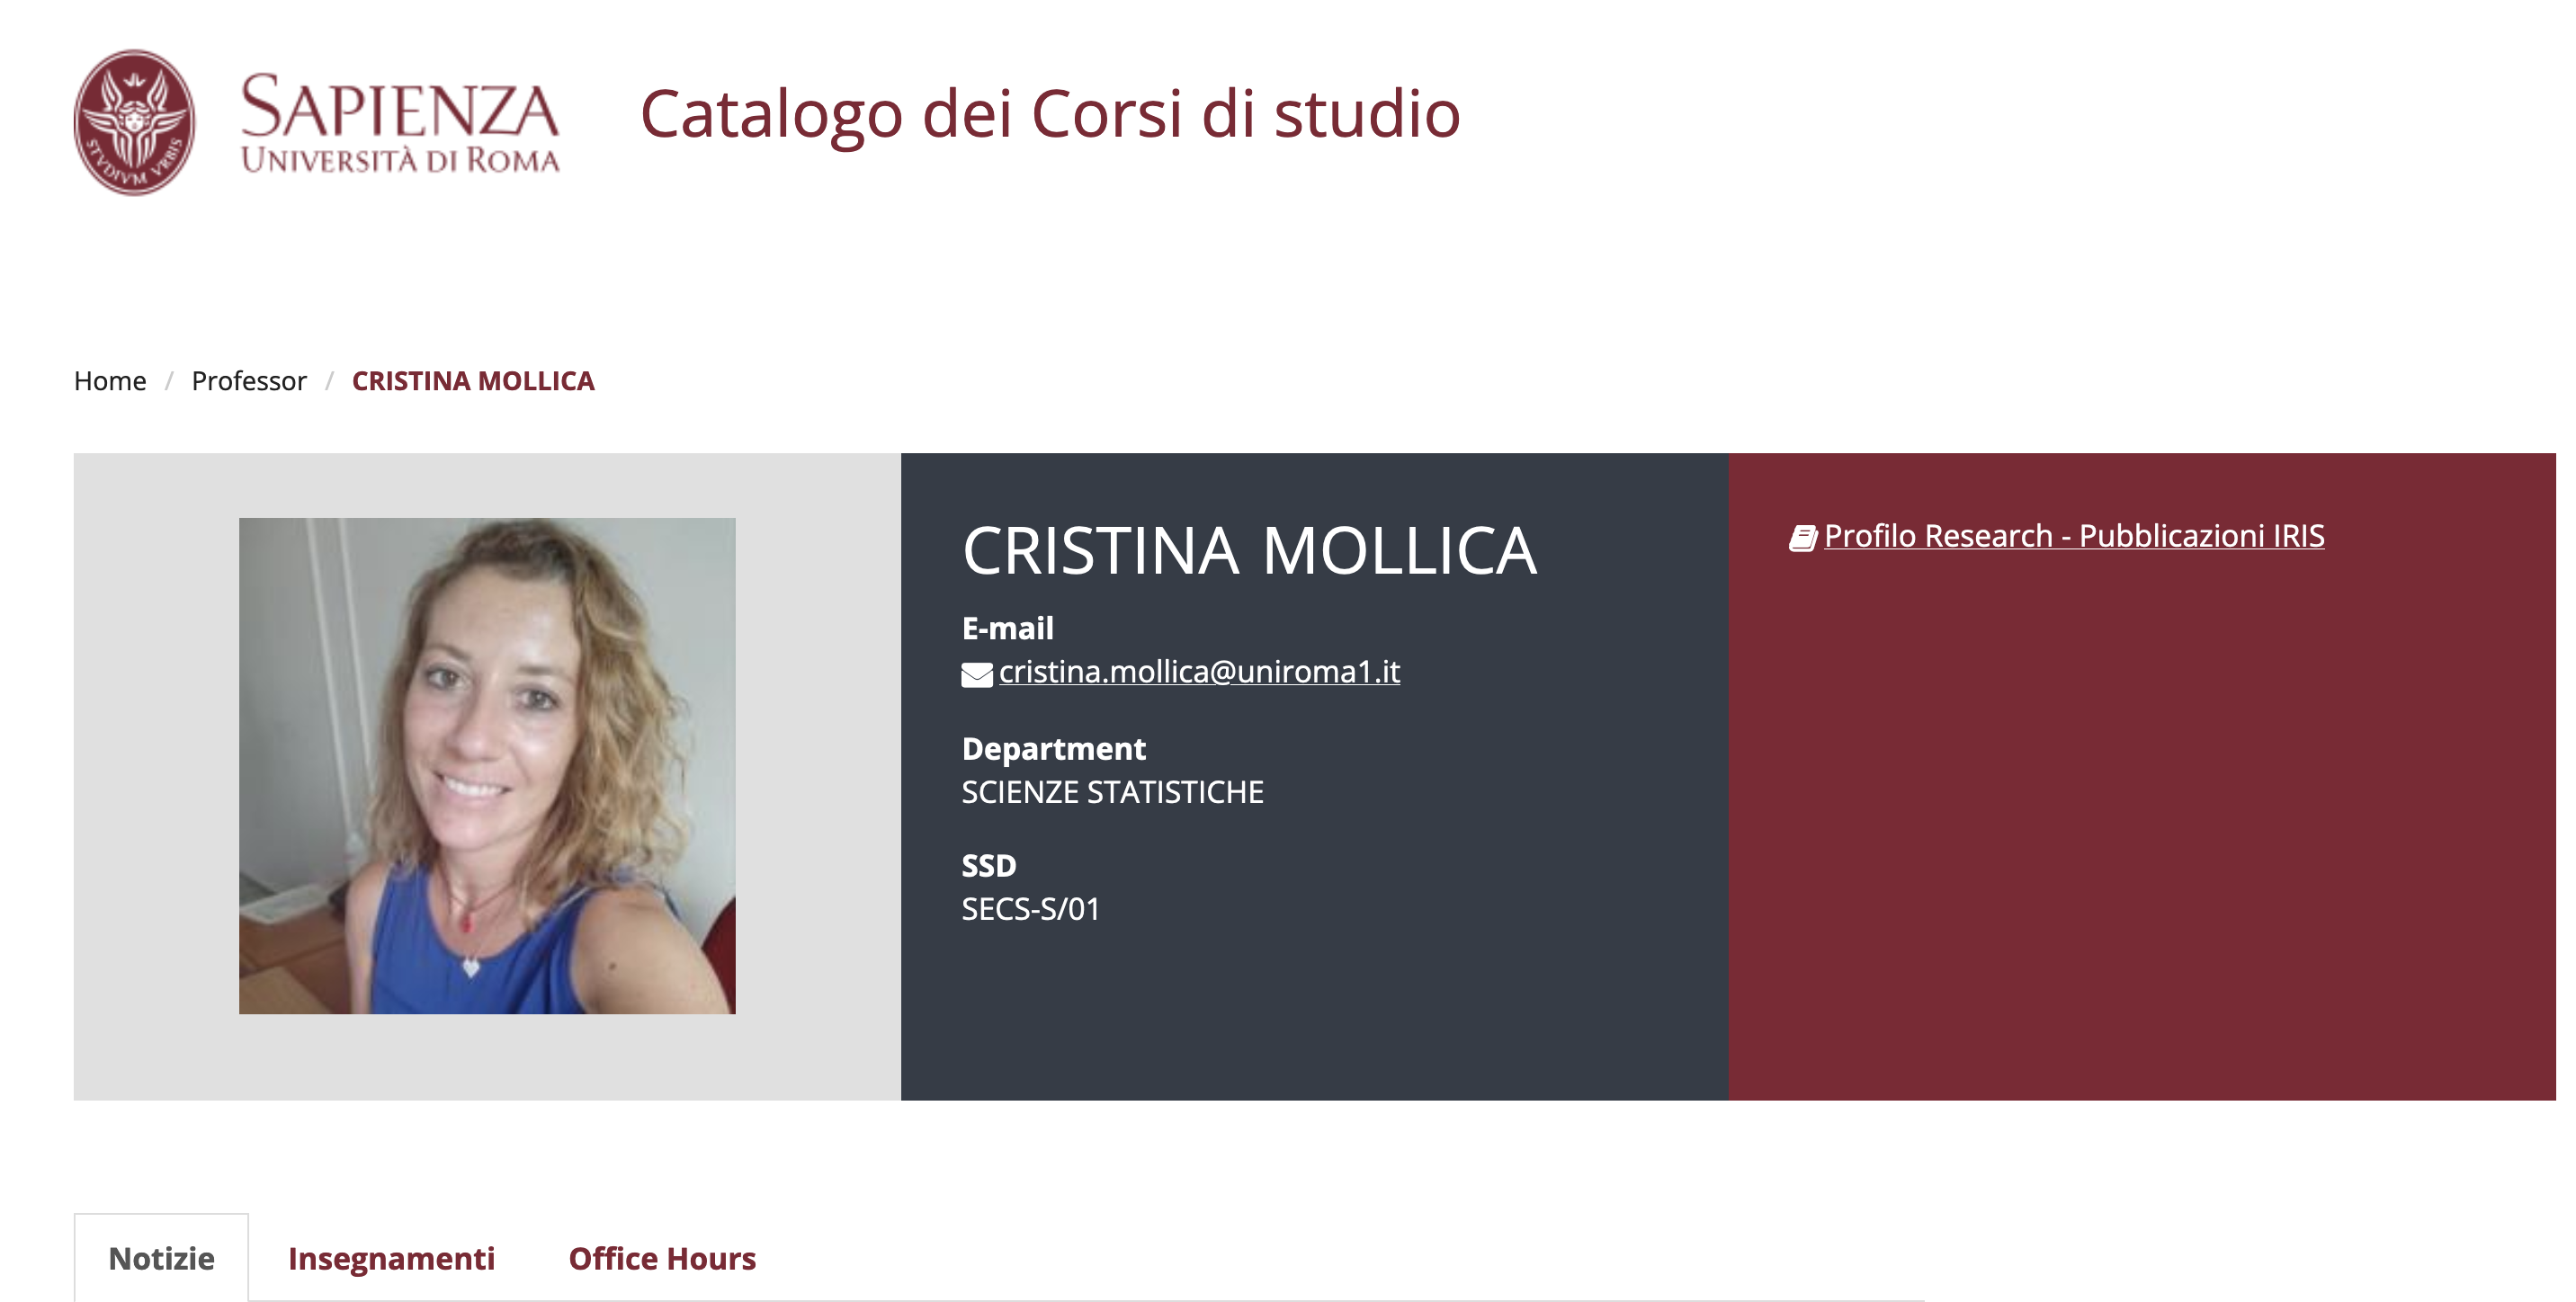 SAPIENZA
UNIVERSITÀ DI ROMA
STVDIVM VRBIS
Catalogo dei Corsi di studio
Home / Professor / CRISTINA MOLLICA
CRISTINA MOLLICA
E-mail
cristina.mollica@uniroma1.it
Department
SCIENZE STATISTICHE
SSD
SECS-S/01
Profilo Research - Pubblicazioni IRIS
Notizie
Insegnamenti
Office Hours